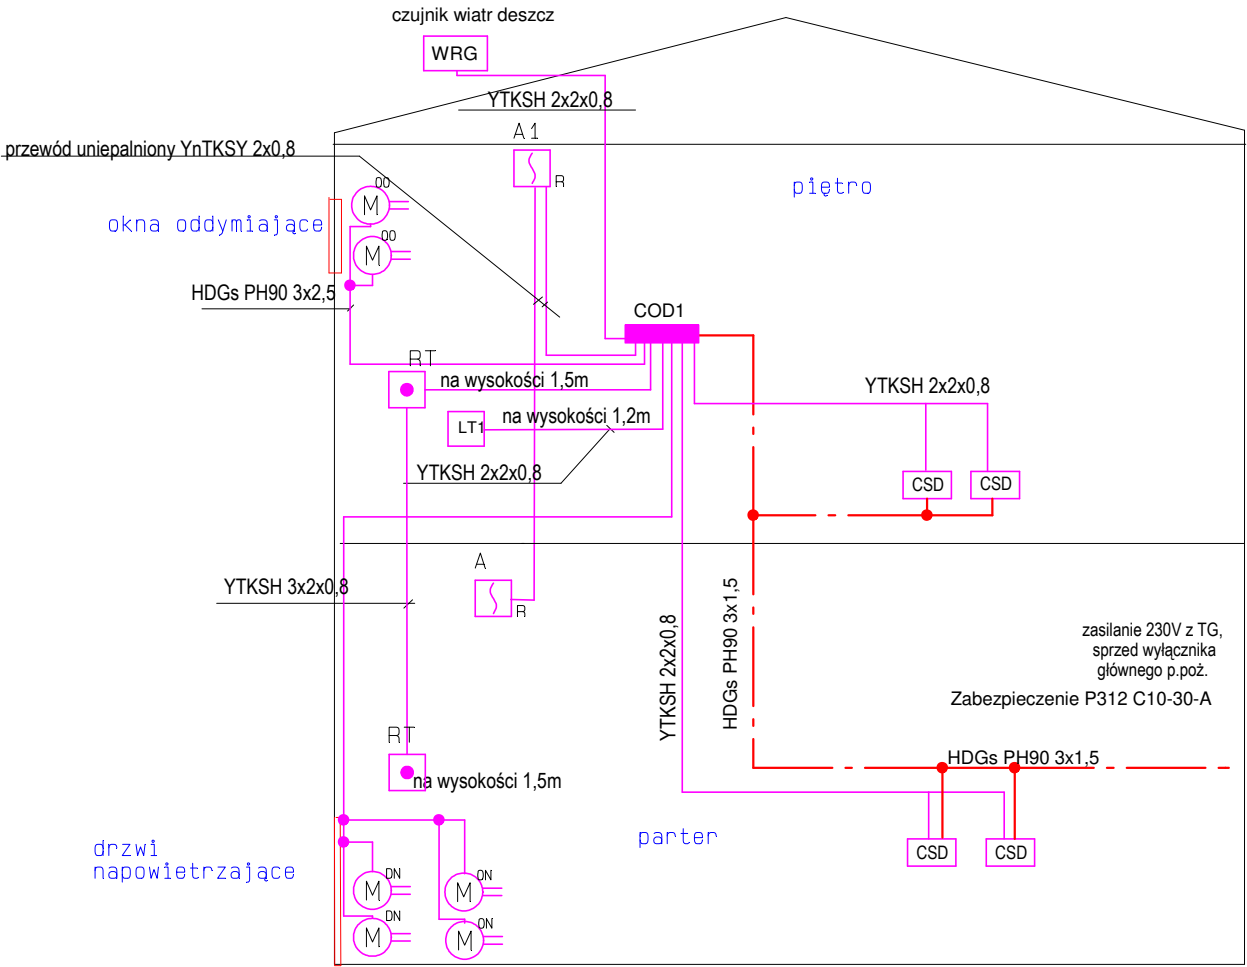 czujnik wiatr deszcz
WRG
YTKSH 2x2x0,8
A1
przewód uniepalniony YnTKSY 2x0,8
R
piętro
OO
M
okna oddymiające
OO
M
HDGs PH90 3x2,5
COD1
RT
na wysokości 1,5m
YTKSH 2x2x0,8
LT1
na wysokości 1,2m
YTKSH 2x2x0,8
CSD
CSD
A
R
YTKSH 3x2x0,8
YTKSH 2x2x0,8
HDGs PH90 3x1,5
zasilanie 230V z TG,
sprzed wyłącznika
głównego p.poż.
Zabezpieczenie P312 C10-30-A
RT
na wysokości 1,5m
HDGs PH90 3x1,5
parter
drzwi
napowietrzające
CSD
CSD
DN
M
DN
M
DN
M
DN
M